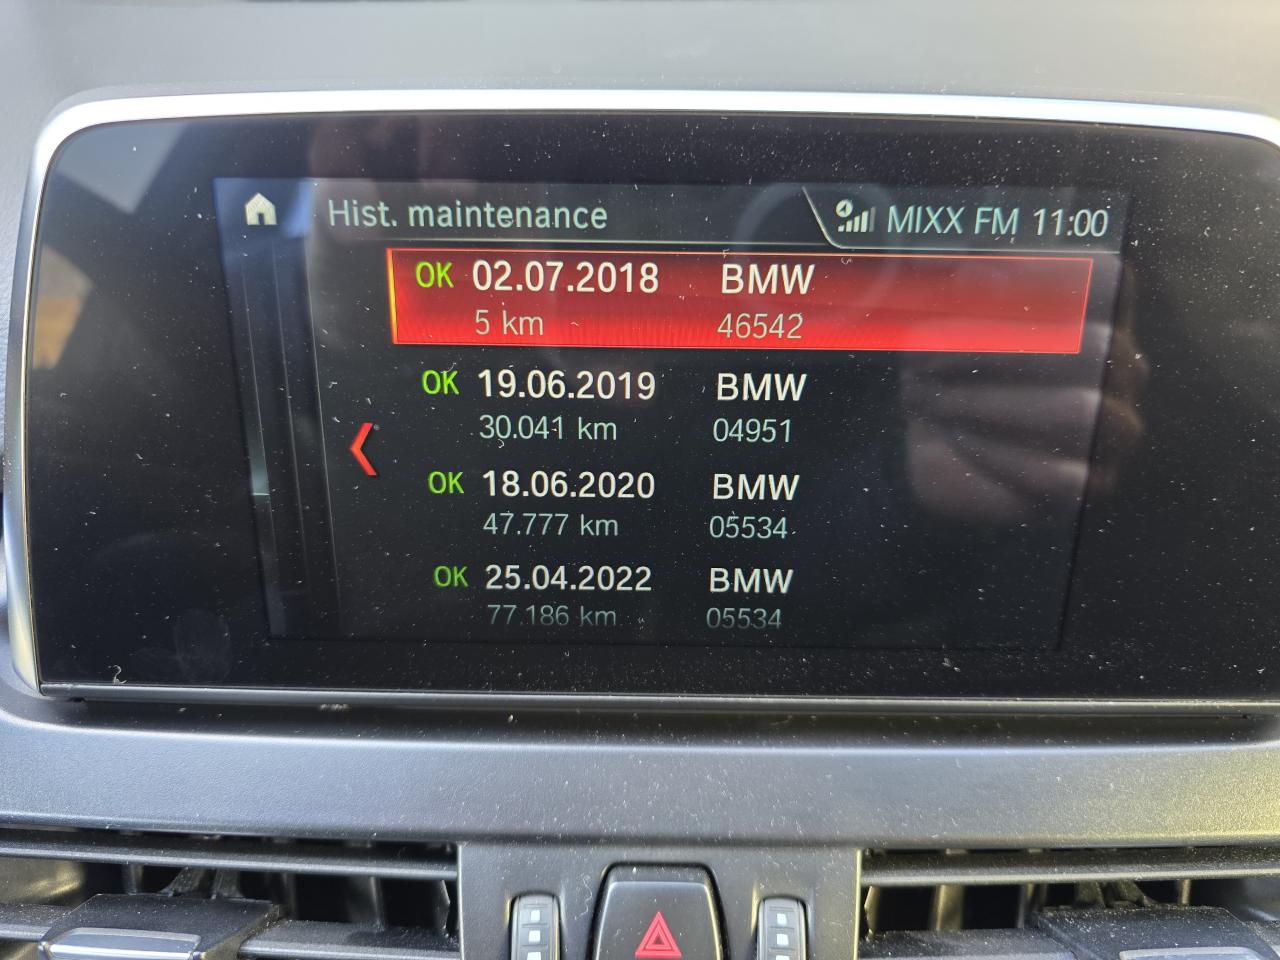 Hist. maintenance
MIXX FM 11:00
OK 02.07.2018 BMW
5 km 46542
OK 19.06.2019 BMW
30.041 km 04951
OK 18.06.2020 BMW
47.777 km 05534
OK 25.04.2022 BMW
77.186 km 05534